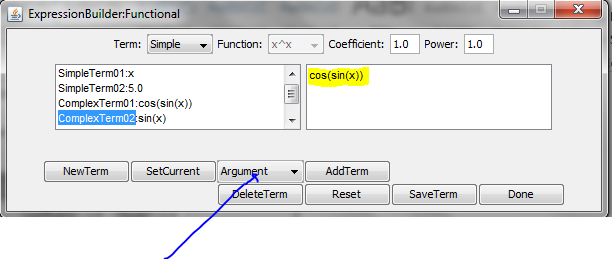 ExpressionBuilder:Functional
Term: Simple Function: x^x Coefficient: 1.0 Power: 1.0
SimpleTerm01:x
SimpleTerm02:5.0
ComplexTerm01:cos(sin(x))
ComplexTerm02:sin(x)
cos(sin(x))
NewTerm SetCurrent Argument AddTerm
DeleteTerm Reset SaveTerm Done